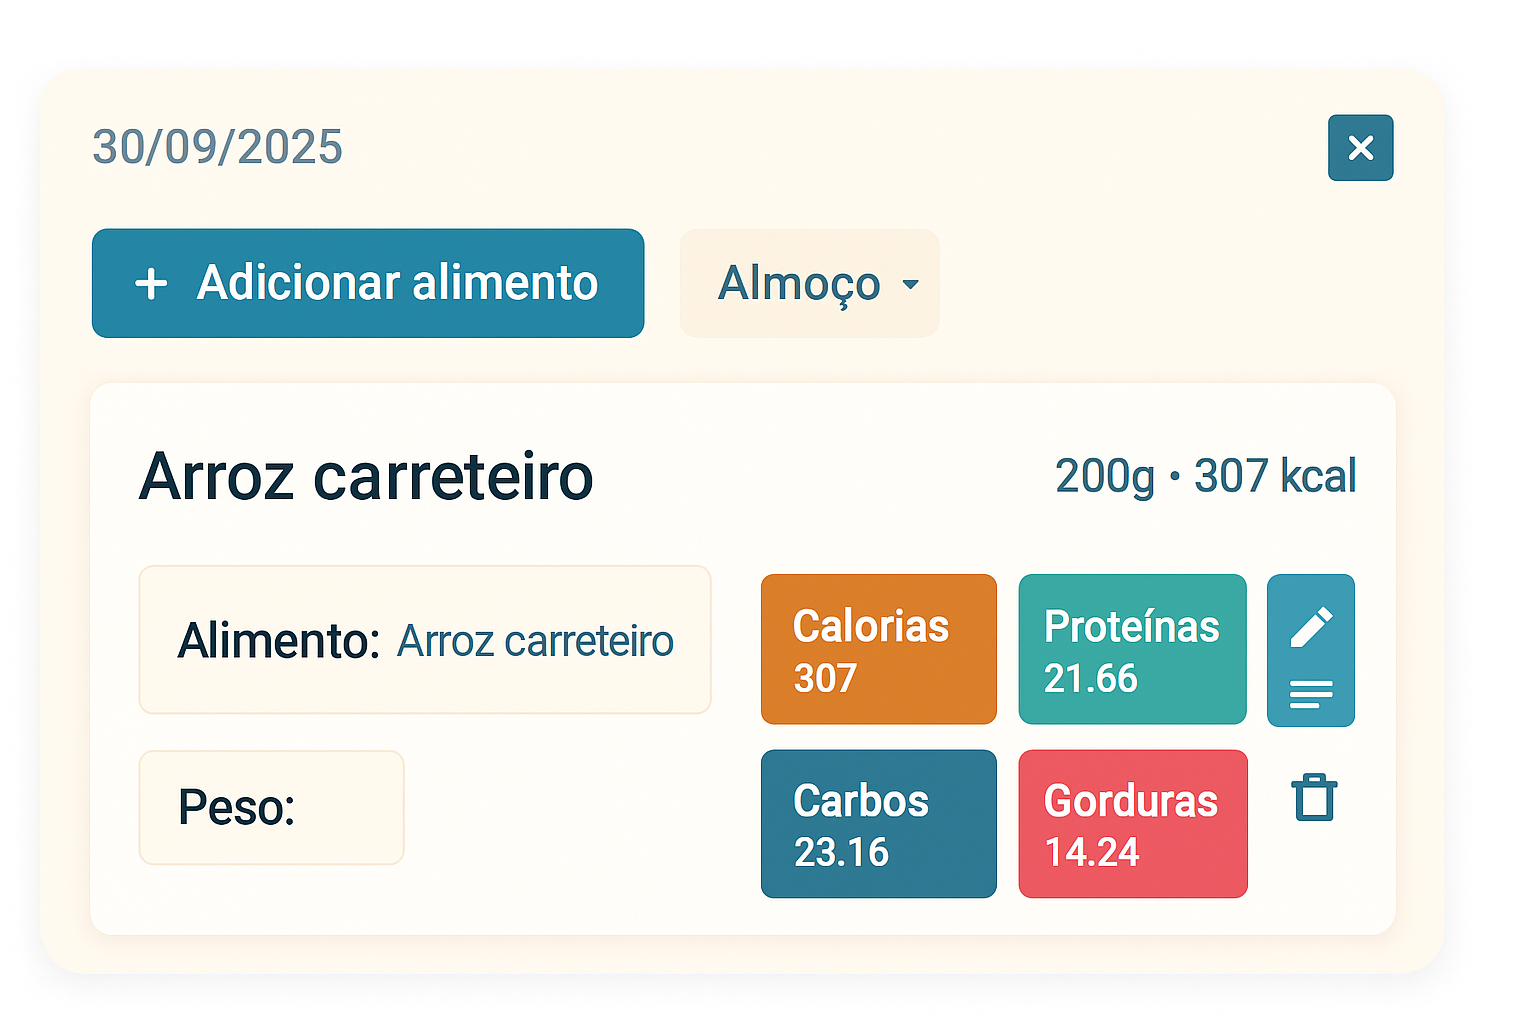 30/09/2025
+ Adicionar alimento
Almoço
Arroz carreteiro
200g • 307 kcal
Alimento: Arroz carreteiro
Calorias
307
Proteínas
21.66
Peso:
Carbos
23.16
Gorduras
14.24